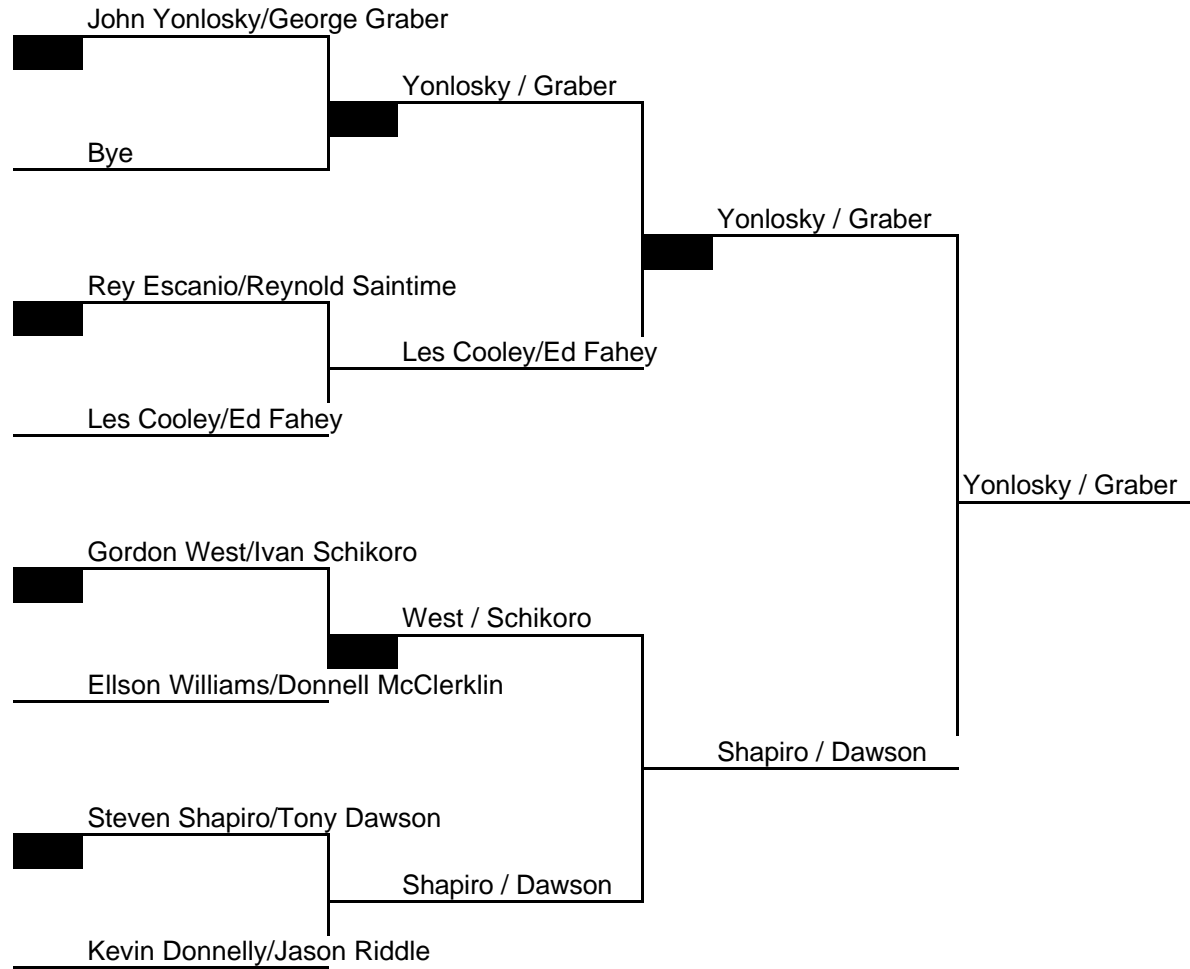 John Yonlosky/George Graber
Yonlosky / Graber
Bye
Yonlosky / Graber
Rey Escanio/Reynold Saintime
Les Cooley/Ed Fahey
Les Cooley/Ed Fahey
Yonlosky / Graber
Gordon West/Ivan Schikoro
West / Schikoro
Ellson Williams/Donnell McClerklin
Shapiro / Dawson
Steven Shapiro/Tony Dawson
Shapiro / Dawson
Kevin Donnelly/Jason Riddle